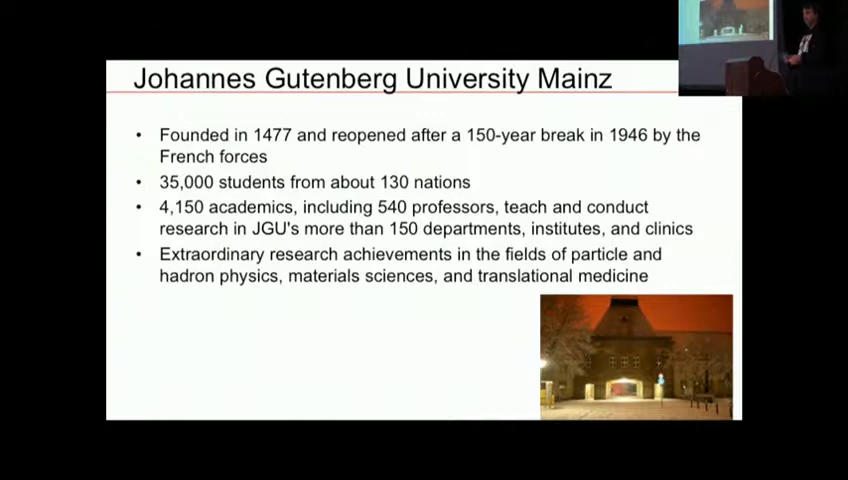 Johannes Gutenberg University Mainz
• Founded in 1477 and reopened after a 150-year break in 1946 by the
French forces
• 35,000 students from about 130 nations
• 4,150 academics, including 540 professors, teach and conduct
research in JGU's more than 150 departments, institutes, and clinics
• Extraordinary research achievements in the fields of particle and
hadron physics, materials sciences, and translational medicine